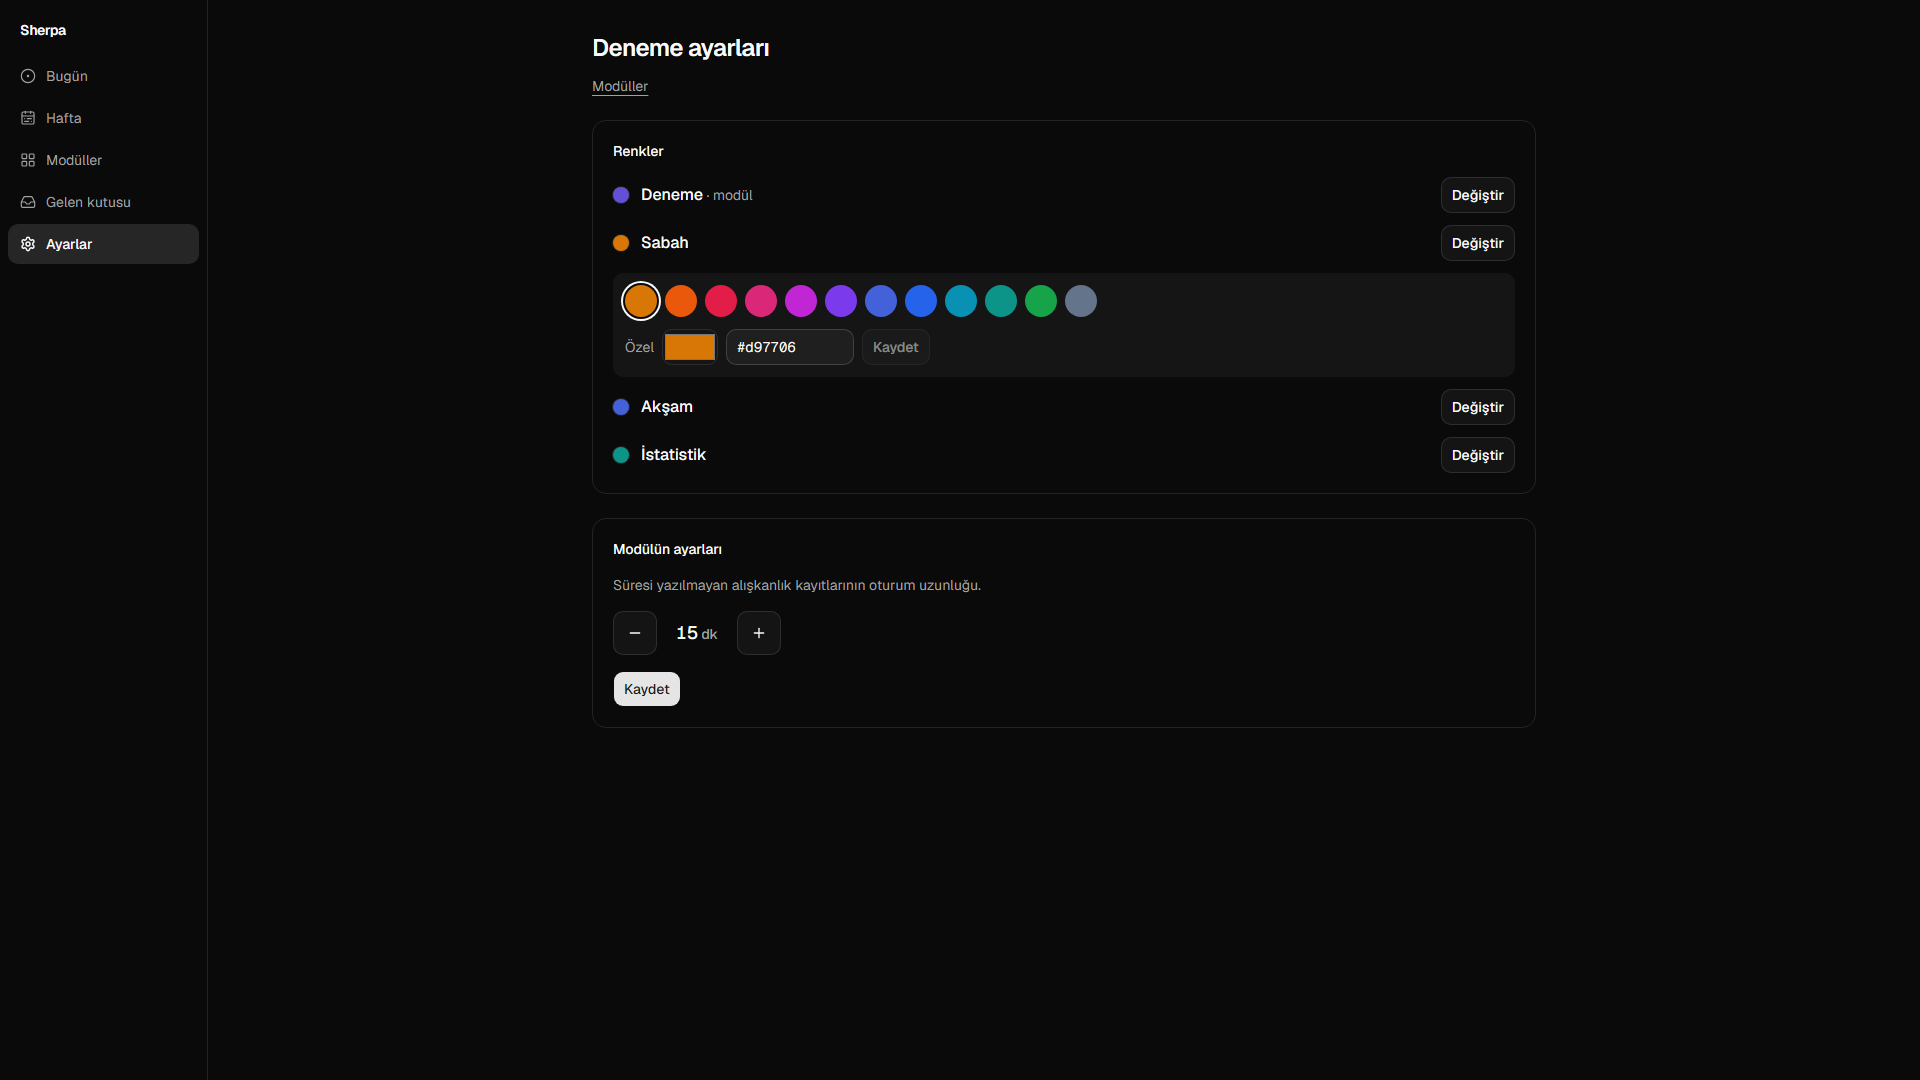 Sherpa
Bugün
Hafta
Modüller
Gelen kutusu
Ayarlar
Deneme ayarları
Modüller
Renkler
Deneme · modül
Değiştir
Sabah
Değiştir
Özel
#d97706
Kaydet
Akşam
Değiştir
İstatistik
Değiştir
Modülün ayarları
Süresi yazılmayan alışkanlık kayıtlarının oturum uzunluğu.
− 15 dk +
Kaydet